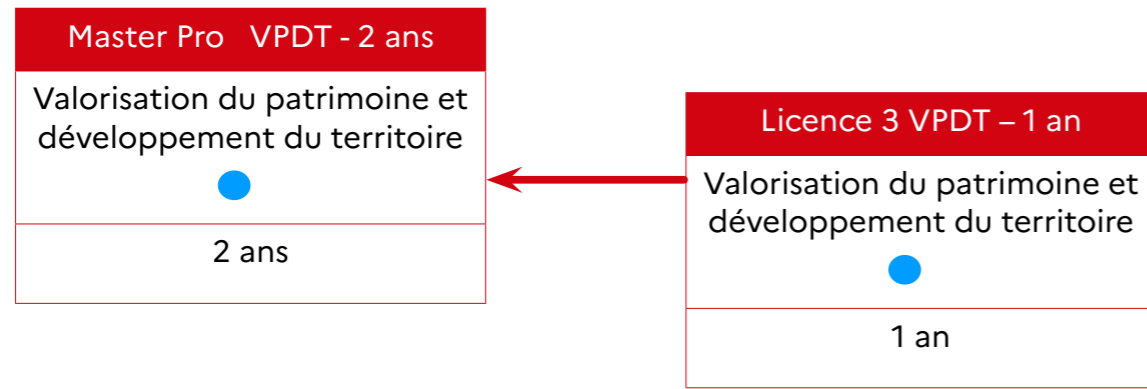 Master Pro VPDT - 2 ans
Valorisation du patrimoine et
développement du territoire
2 ans
Licence 3 VPDT – 1 an
Valorisation du patrimoine et
développement du territoire
1 an